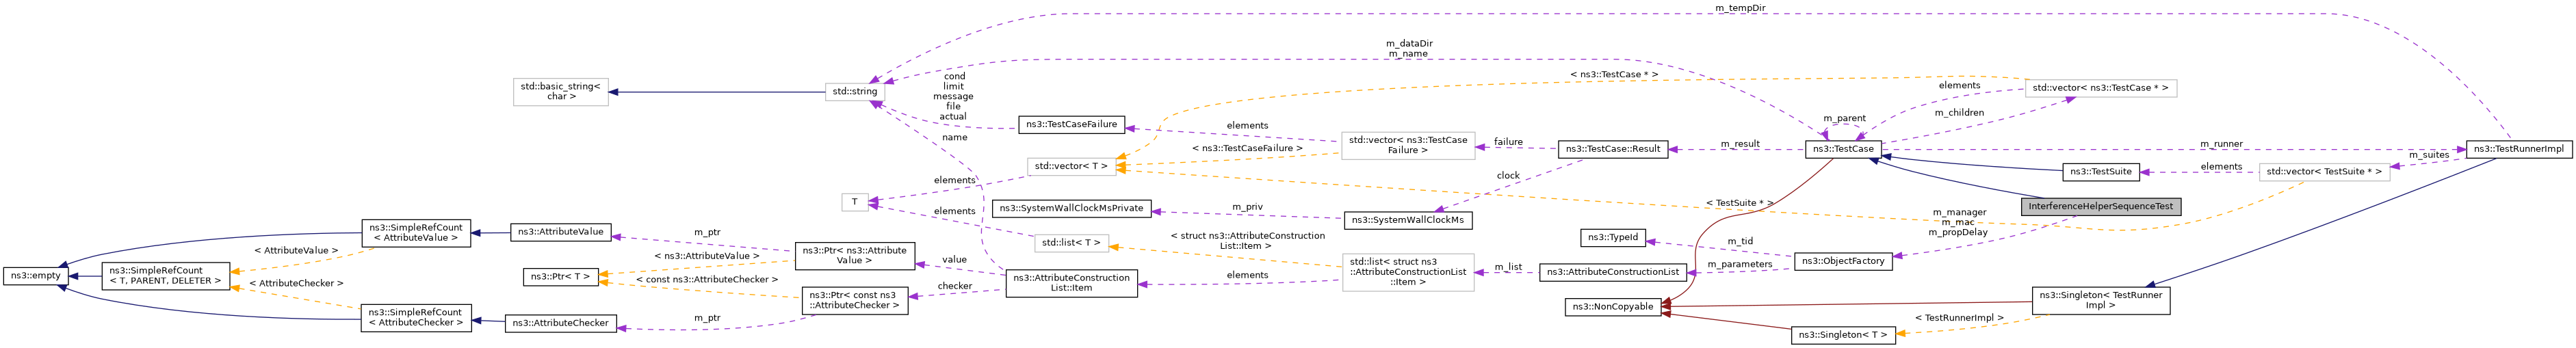 m_tempDir
m_dataDir
m_name
cond
limit
message
file
actual
< ns3::TestCase * >
std::basic_string<
char >
std::string
std::vector< ns3::TestCase * >
elements
m_children
m_parent
ns3::TestCaseFailure
elements
name
std::vector< ns3::TestCase
Failure >
failure
ns3::TestCase::Result
m_result
ns3::TestCase
m_runner
ns3::TestRunnerImpl
< ns3::TestCaseFailure >
m_suites
std::vector< T >
elements
clock
ns3::TestSuite
elements
std::vector< TestSuite * >
T
elements
ns3::SystemWallClockMsPrivate
m_priv
ns3::SystemWallClockMs
< TestSuite * >
InterferenceHelperSequenceTest
m_manager
m_mac
m_propDelay
ns3::SimpleRefCount
< AttributeValue >
ns3::AttributeValue
m_ptr
std::list< T >
< struct ns3::AttributeConstruction
List::Item >
ns3::TypeId
m_tid
< AttributeValue >
< ns3::AttributeValue >
ns3::Ptr< ns3::Attribute
Value >
value
ns3::ObjectFactory
m_parameters
ns3::empty
ns3::SimpleRefCount
< T, PARENT, DELETER >
ns3::Ptr< T >
< const ns3::AttributeChecker >
ns3::AttributeConstruction
List::Item
elements
std::list< struct ns3
::AttributeConstructionList
::Item >
m_list
ns3::AttributeConstructionList
< AttributeChecker >
checker
ns3::Ptr< const ns3
::AttributeChecker >
ns3::NonCopyable
ns3::Singleton< TestRunner
Impl >
ns3::SimpleRefCount
< AttributeChecker >
ns3::AttributeChecker
m_ptr
< TestRunnerImpl >
ns3::Singleton< T >